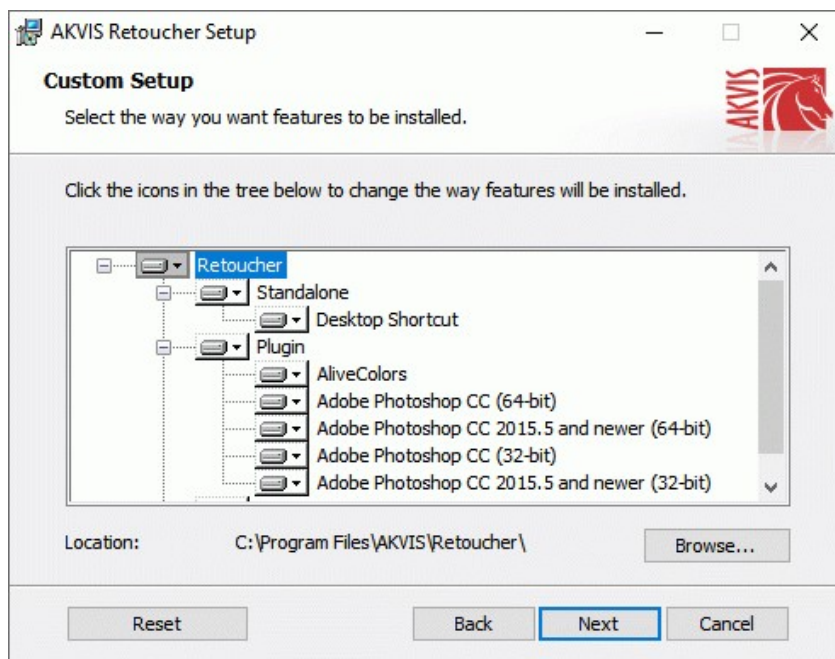 AKVIS Retoucher Setup
Custom Setup
Select the way you want features to be installed.
AKVIS
Click the icons in the tree below to change the way features will be installed.
Retoucher
Standalone
Desktop Shortcut
Plugin
AliveColors
Adobe Photoshop CC (64-bit)
Adobe Photoshop CC 2015.5 and newer (64-bit)
Adobe Photoshop CC (32-bit)
Adobe Photoshop CC 2015.5 and newer (32-bit)
Location: C:\Program Files\AKVIS\Retoucher\ Browse...
Reset Back Next Cancel